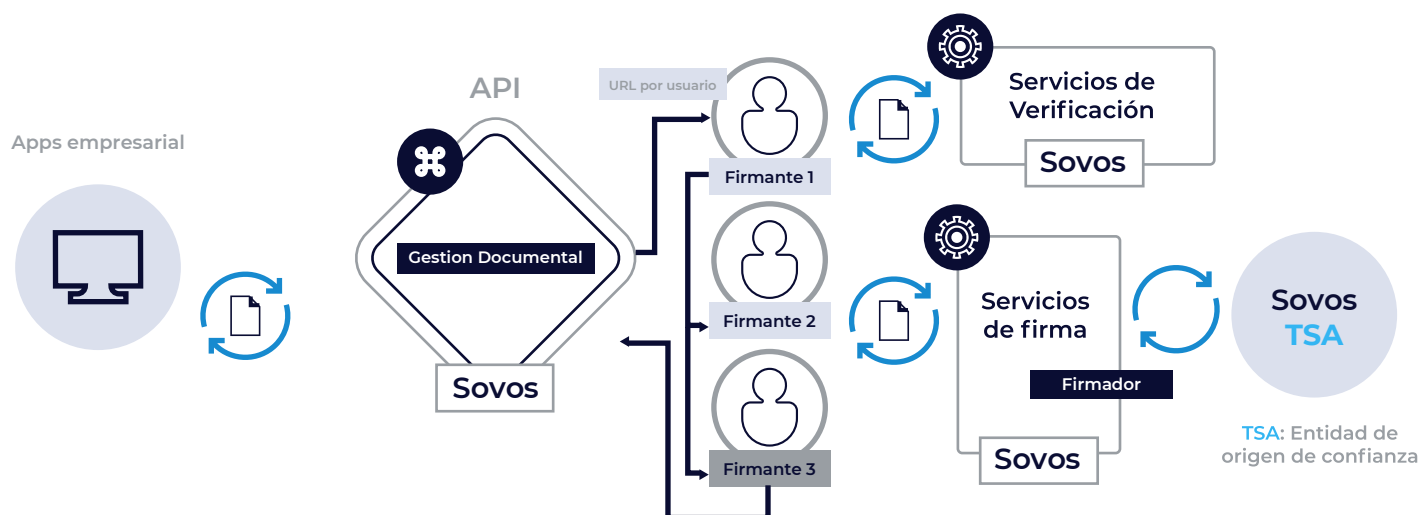 Apps empresarial
API
Gestion Documental
Sovos
URL por usuario
Firmante 1
Firmante 2
Firmante 3
Servicios de
Verificación
Sovos
Servicios
de firma
Firmador
Sovos
Sovos
TSA
TSA: Entidad de
origen de confianza